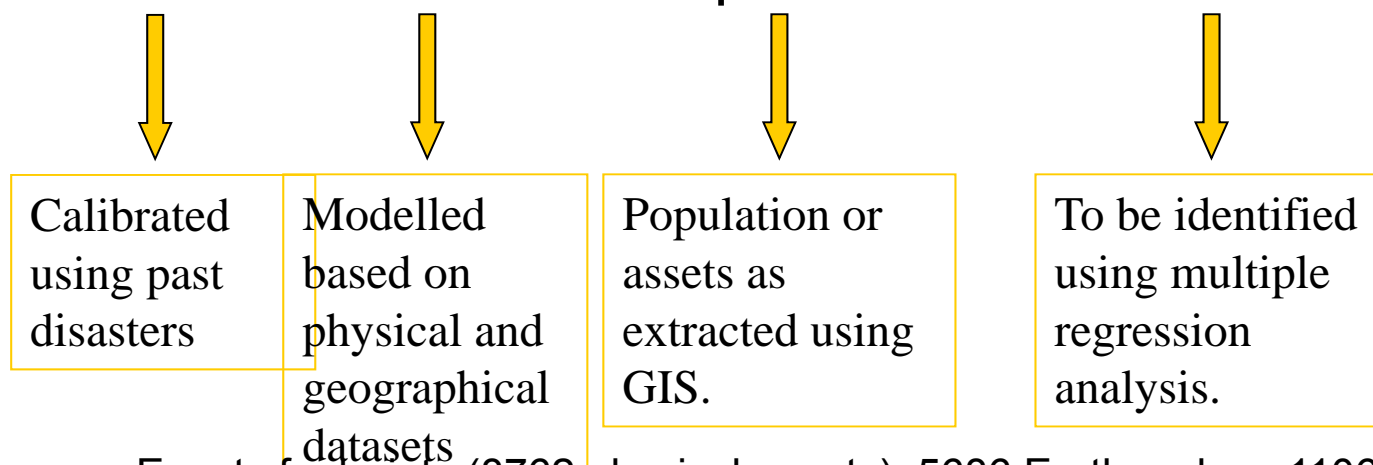 Calibrated
using past
disasters
Modelled
based on
physical and
geographical
datasets
Population or
assets as
extracted using
GIS.
To be identified
using multiple
regression
analysis.